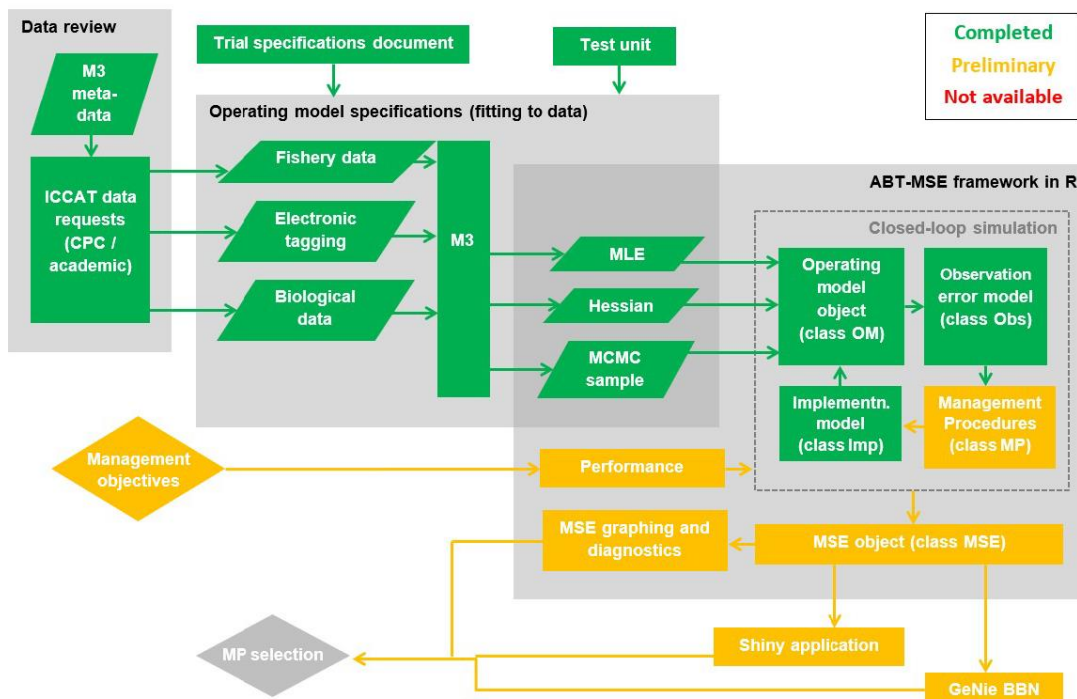 Data review
M3
meta-
data
ICCAT data
requests
(CPC /
academic)
Trial specifications document
Test unit
Completed
Preliminary
Not available
Operating model specifications (fitting to data)
Fishery data
Electronic
tagging
Biological
data
M3
ABT-MSE framework in R
Closed-loop simulation
MLE
Hessian
MCMC
sample
Operating
model
object
(class OM)
Observation
error model
(class Obs)
Implementn.
model
(class Imp)
Management
Procedures
(class MP)
Management
objectives
Performance
MSE graphing and
diagnostics
MSE object (class MSE)
Shiny application
MP selection
GeNie BBN